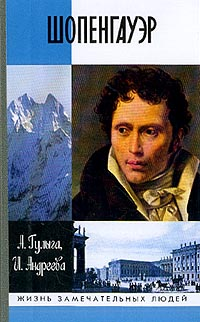 ШОПЕНГАУЭР
А. Гулыга,
И. Андреева
ЖИЗНЬ ЗАМЕЧАТЕЛЬНЫХ ЛЮДЕЙ